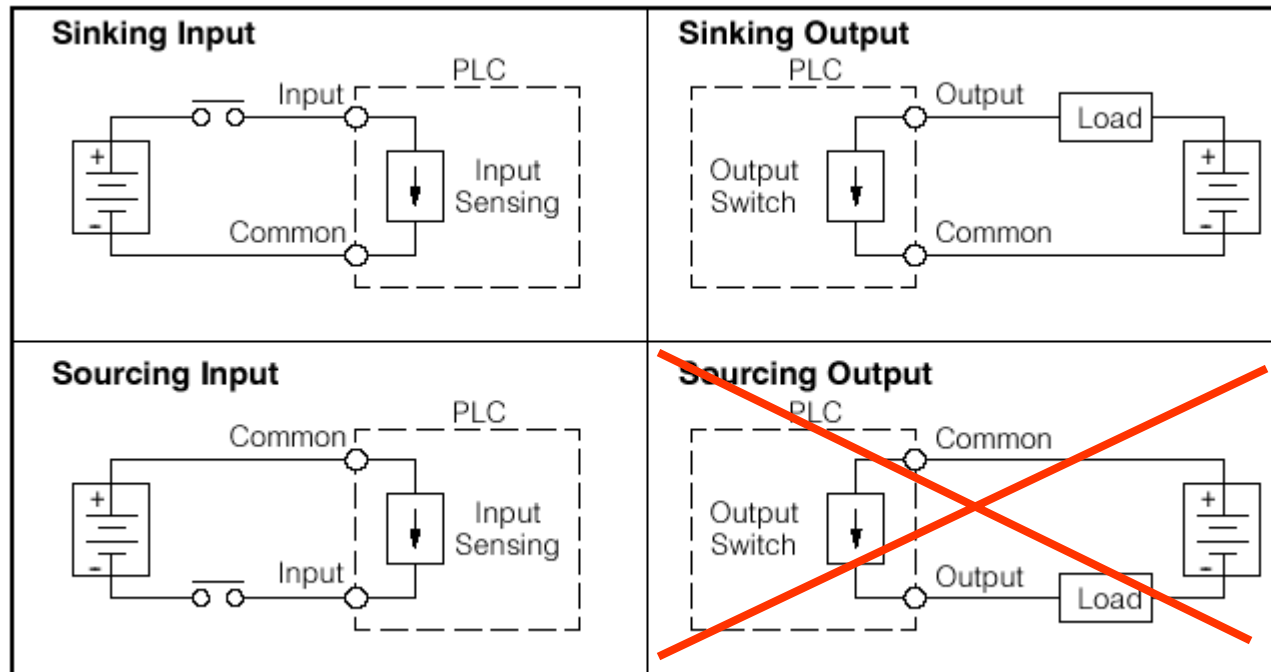 Sinking Input
PLC
Input
+
Input
Sensing
-
Common
Sinking Output
PLC
Output
Load
+
Output
Switch
-
Common
Sourcing Input
PLC
Common
+
Input
Sensing
-
Input
Sourcing Output
PLC
Common
+
Output
Switch
-
Output
Load